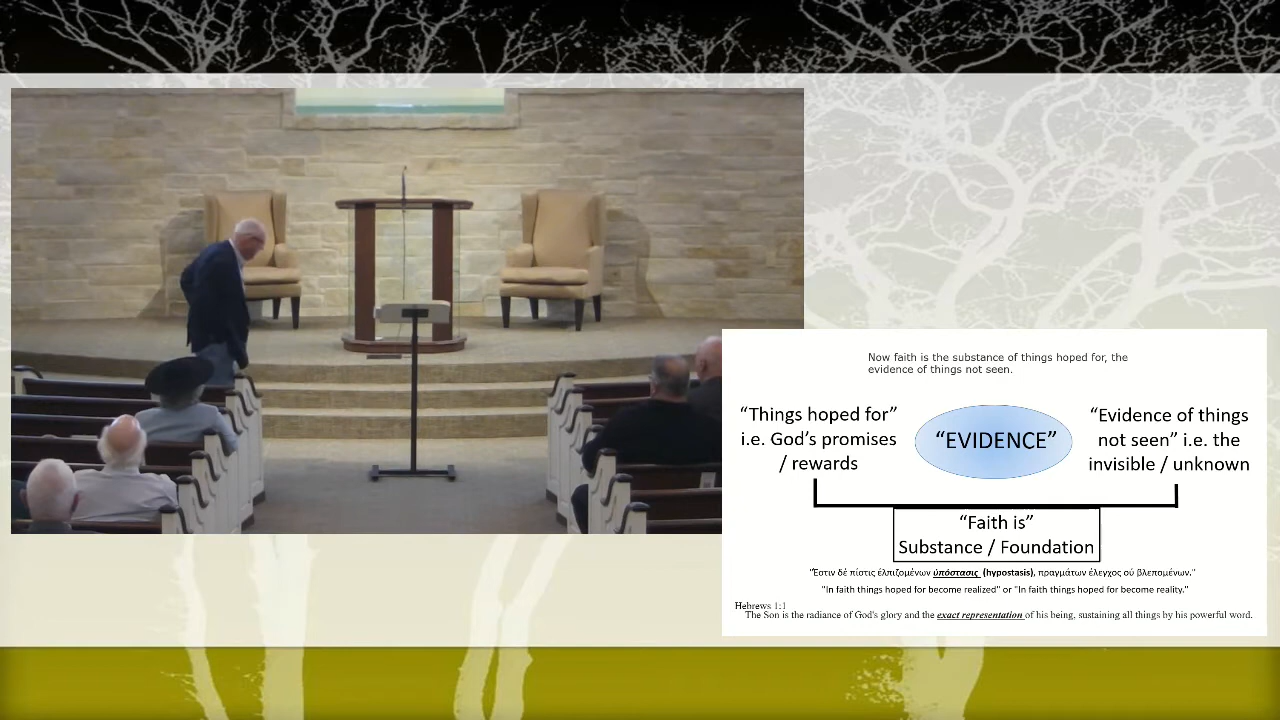 Now faith is the substance of things hoped for, the
evidence of things not seen.
“Things hoped for”
i.e. God’s promises
/ rewards
“EVIDENCE”
“Evidence of things
not seen” i.e. the
invisible / unknown
“Faith is”
Substance / Foundation
"Ἔστιν δὲ πίστις ἐλπιζομένων ὑπόστασις (hypostasis), πραγμάτων ἔλεγχος οὐ βλεπομένων."
"In faith things hoped for become realized" or "In faith things hoped for become reality."
Hebrews 1:1
The Son is the radiance of God's glory and the exact representation of his being, sustaining all things by his powerful word.